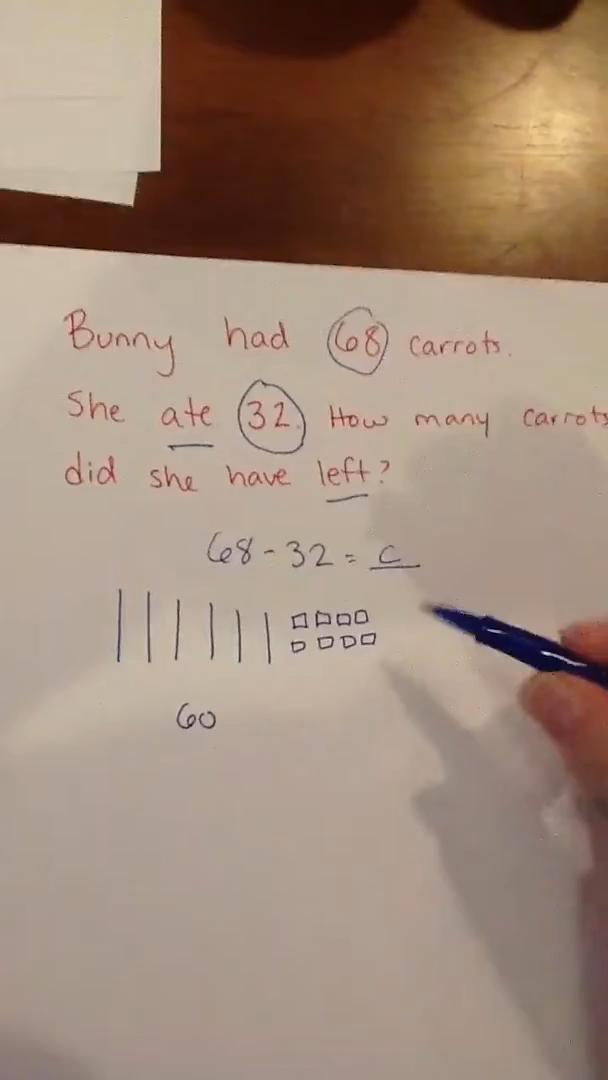 Bunny had 68 carrots.
She ate 32. How many carrots
did she have left?
68 - 32 = c
60